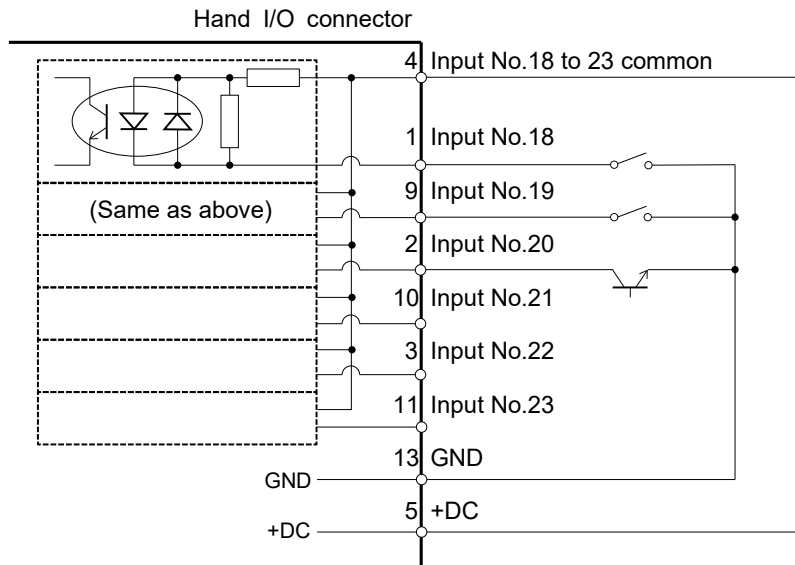 Hand I/O connector
4 Input No.18 to 23 common
1 Input No.18
9 Input No.19
(Same as above)
2 Input No.20
10 Input No.21
3 Input No.22
11 Input No.23
13 GND
GND
5 +DC
+DC